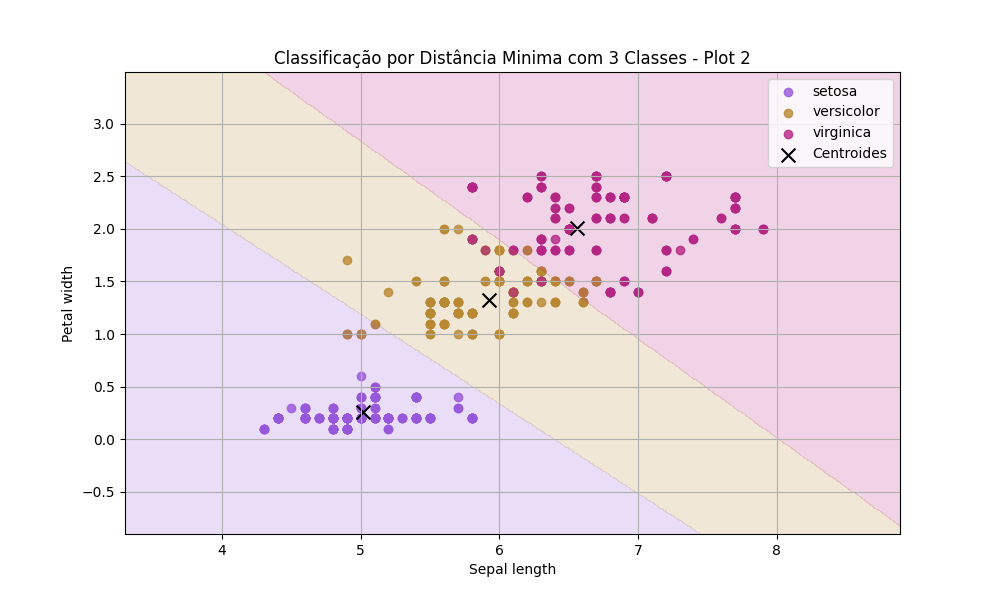 Classificação por Distância Minima com 3 Classes - Plot 2
setosa
versicolor
virginica
Centroides
Petal width
3.0
2.5
2.0
1.5
1.0
0.5
0.0
−0.5
4 5 6 7 8
Sepal length